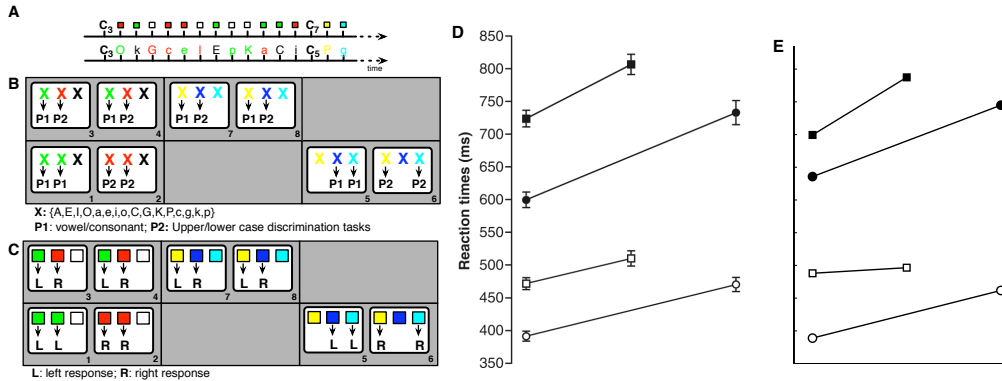 A
C3 C7
C3 O k G c e l E p K a C i C5 P g
time
B
X X X X X X X X X X X X
P1 P2 P1 P2 P1 P2 P1 P2
3 4 7 8
X X X X X X X X X X X X
P1 P1 P2 P2 P1 P1 P2 P2
1 2 5 6
X: {A,E,I,O,a,e,i,o,C,G,K,P,c,g,k,p}
P1: vowel/consonant; P2: Upper/lower case discrimination tasks
C
L R L R L R L R
3 4 7 8
L L R R L L R R
1 2 5 6
L: left response; R: right response
D
Reaction times (ms)
850
800
750
700
650
600
550
500
450
400
350
E